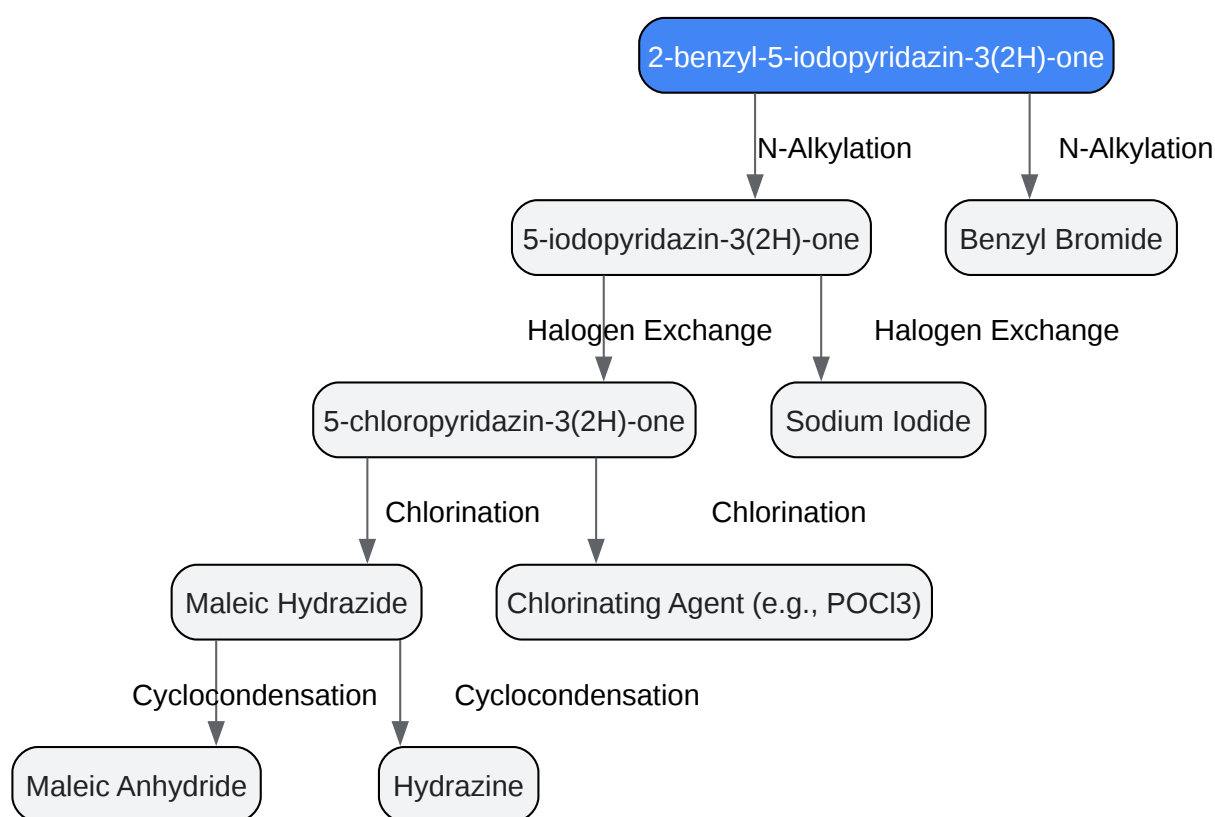 2-benzyl-5-iodopyridazin-3(2H)-one
N-Alkylation
N-Alkylation
5-iodopyridazin-3(2H)-one
Benzyl Bromide
Halogen Exchange
Halogen Exchange
5-chloropyridazin-3(2H)-one
Sodium Iodide
Chlorination
Chlorination
Maleic Hydrazide
Chlorinating Agent (e.g., POCl3)
Cyclocondensation
Cyclocondensation
Maleic Anhydride
Hydrazine